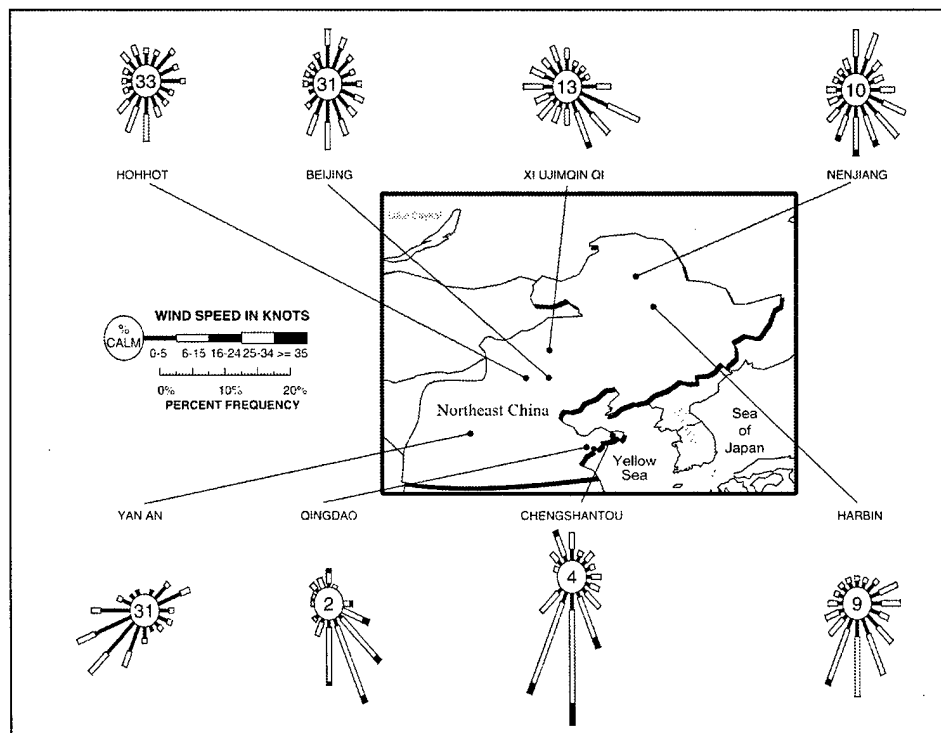 33
31
13
10
HOHHOT
BEIJING
XI UJIMQIN QI
NENJIANG
Lake Baykal
WIND SPEED IN KNOTS
%
CALM
0-5 6-15 16-24 25-34 >= 35
0% 10% 20%
PERCENT FREQUENCY
Northeast China
Sea
of
Japan
Yellow
Sea
YAN AN
QINGDAO
CHENGSHANTOU
HARBIN
31
2
4
9